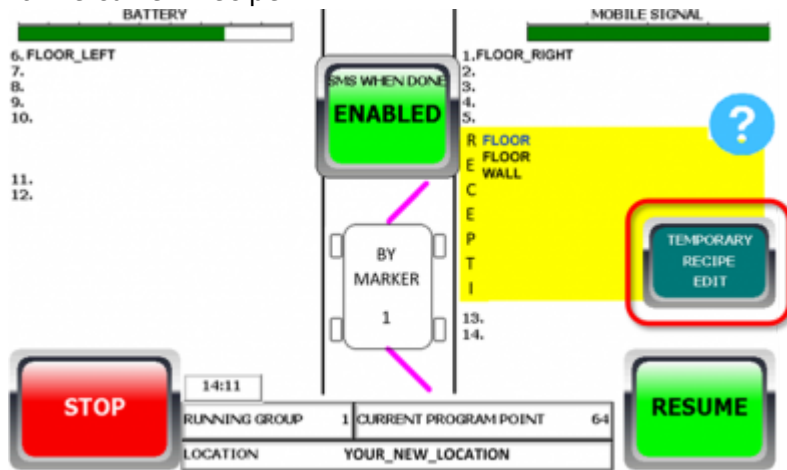 BATTERY
MOBILE SIGNAL
6. FLOOR_LEFT
7.
8.
9.
10.
11.
12.
SMS WHEN DONE
ENABLED
1.FLOOR_RIGHT
2.
3.
4.
5.
?
RECEPTI
FLOOR
FLOOR
WALL
TEMPORARY
RECIPE
EDIT
13.
14.
BY
MARKER
1
STOP
14:11
RESUME
RUNNING GROUP 1 CURRENT PROGRAM POINT 64
LOCATION YOUR_NEW_LOCATION